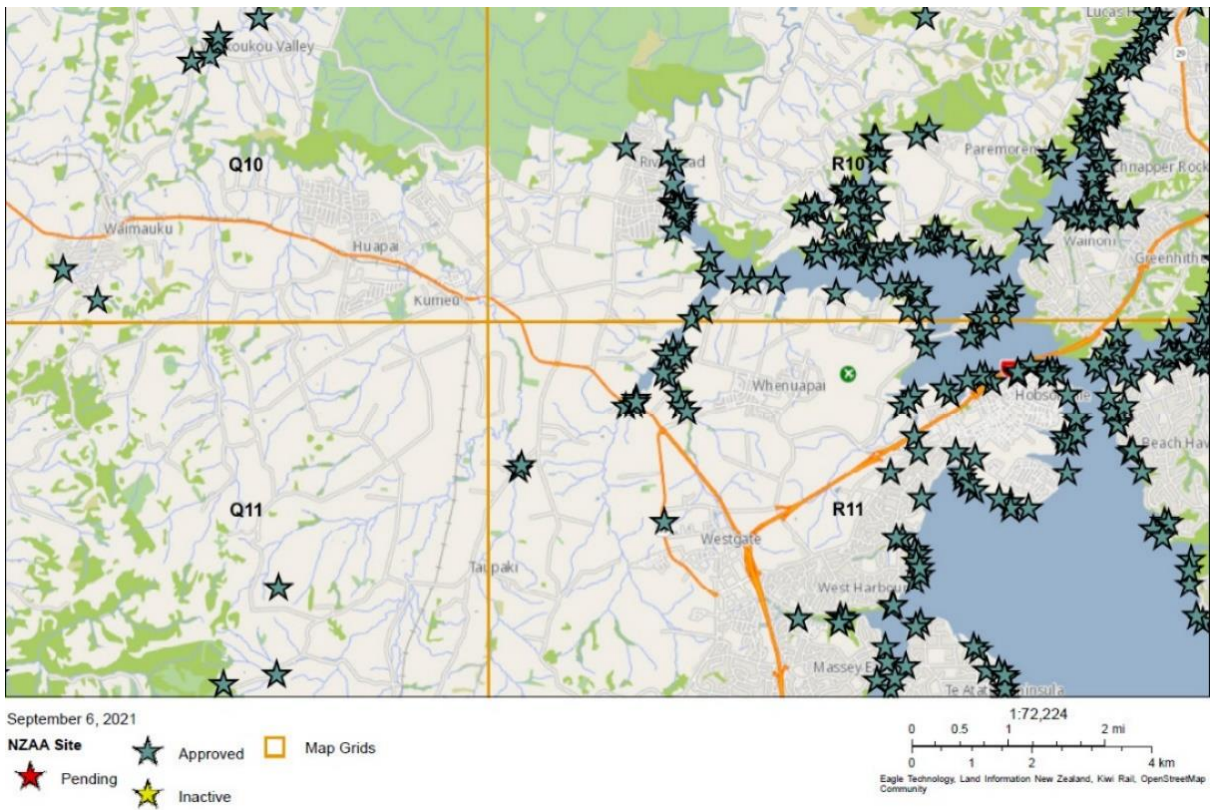 Lucas
Waikoukou Valley
29
Q10
Riverhead
R10
Paremoremo
Schnapper Rock
Waimauku
Huapai
Wainoni
Greenhithe
Kumeu
Whenuapai
Hobsonville
Beach Haven
Q11
R11
Westgate
Taupaki
West Harbour
Massey East
Te Atatu Peninsula
September 6, 2021
NZAA Site
Pending
Approved
Inactive
Map Grids
1:72,224
0 0.5 1 2 mi
0 1 2 4 km
Eagle Technology, Land Information New Zealand, Kiwi Rail, OpenStreetMap
Community